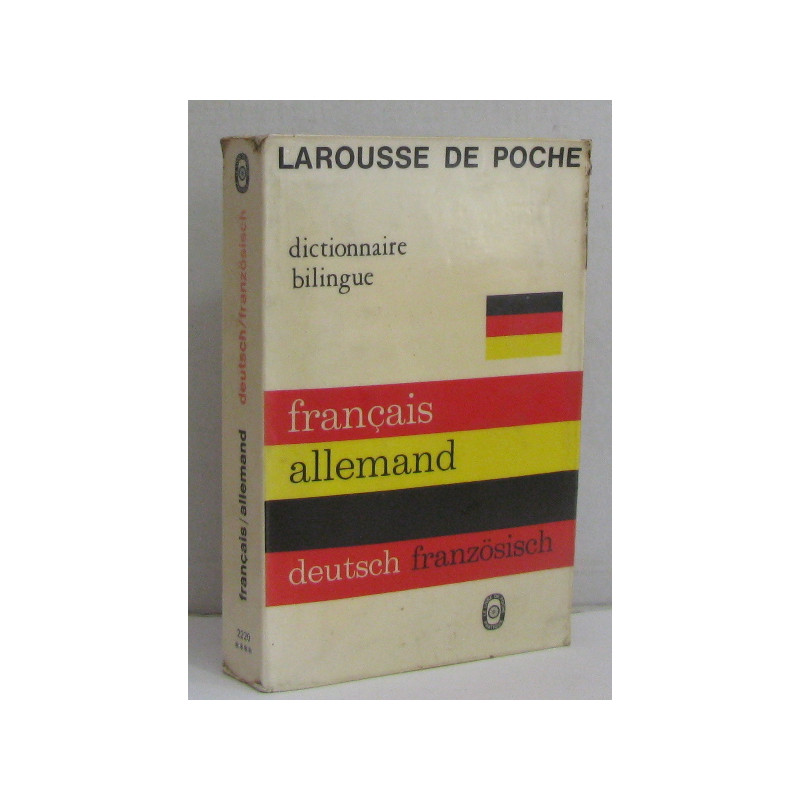 LAROUSSE DE POCHE
dictionnaire
bilingue
français
allemand
deutsch französisch
français/allemand deutsch/französisch
2226